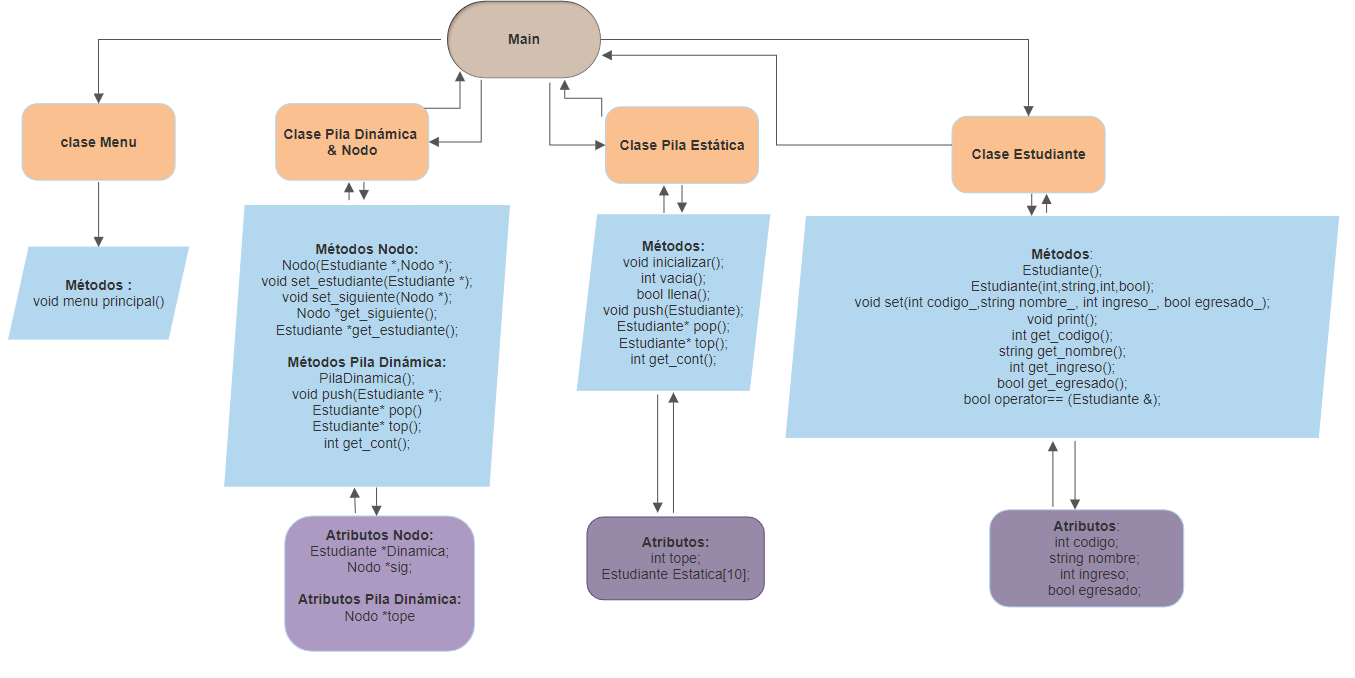 Main
clase Menu
Clase Pila Dinámica
& Nodo
Clase Pila Estática
Clase Estudiante
Métodos :
void menu principal()
Métodos Nodo:
Nodo(Estudiante *,Nodo *);
void set_estudiante(Estudiante *);
void set_siguiente(Nodo *);
Nodo *get_siguiente();
Estudiante *get_estudiante();
Métodos Pila Dinámica:
PilaDinamica();
void push(Estudiante *);
Estudiante* pop()
Estudiante* top();
int get_cont();
Métodos:
void inicializar();
int vacia();
bool llena();
void push(Estudiante);
Estudiante* pop();
Estudiante* top();
int get_cont();
Métodos:
Estudiante();
Estudiante(int,string,int,bool);
void set(int codigo_,string nombre_, int ingreso_, bool egresado_);
void print();
int get_codigo();
string get_nombre();
int get_ingreso();
bool get_egresado();
bool operator== (Estudiante &);
Atributos Nodo:
Estudiante *Dinamica;
Nodo *sig;
Atributos Pila Dinámica:
Nodo *tope
Atributos:
int tope;
Estudiante Estatica[10];
Atributos:
int codigo;
string nombre;
int ingreso;
bool egresado;